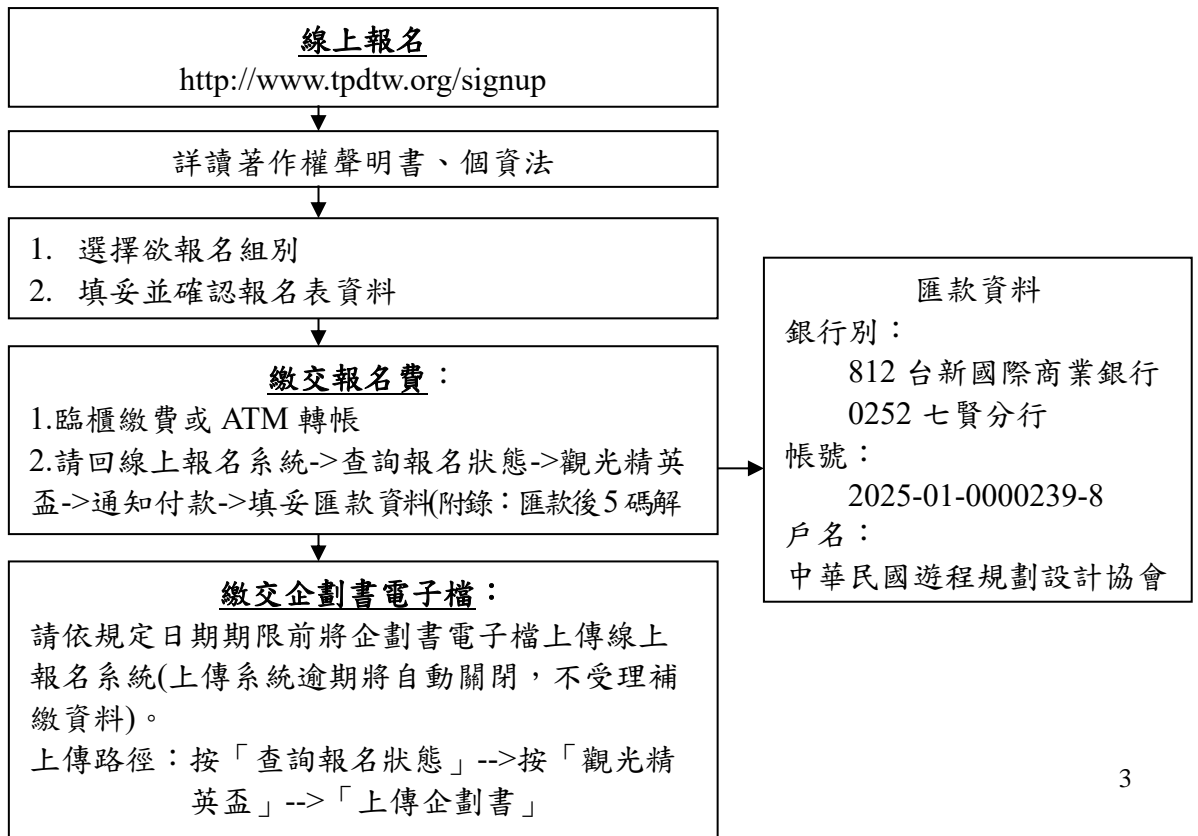 線上報名
http://www.tpdtw.org/signup
詳讀著作權聲明書、個資法
1. 選擇欲報名組別
2. 填妥並確認報名表資料
繳交報名費：
1.臨櫃繳費或 ATM 轉帳
2.請回線上報名系統->查詢報名狀態->觀光精英
盃->通知付款->填妥匯款資料(附錄：匯款後5碼解
匯款資料
銀行別：
812 台新國際商業銀行
0252 七賢分行
帳號：
2025-01-0000239-8
戶名：
中華民國遊程規劃設計協會
繳交企劃書電子檔：
請依規定日期期限前將企劃書電子檔上傳線上
報名系統(上傳系統逾期將自動關閉，不受理補
繳資料)。
上傳路徑：按「查詢報名狀態」-->按「觀光精
英盃」-->「上傳企劃書」
3